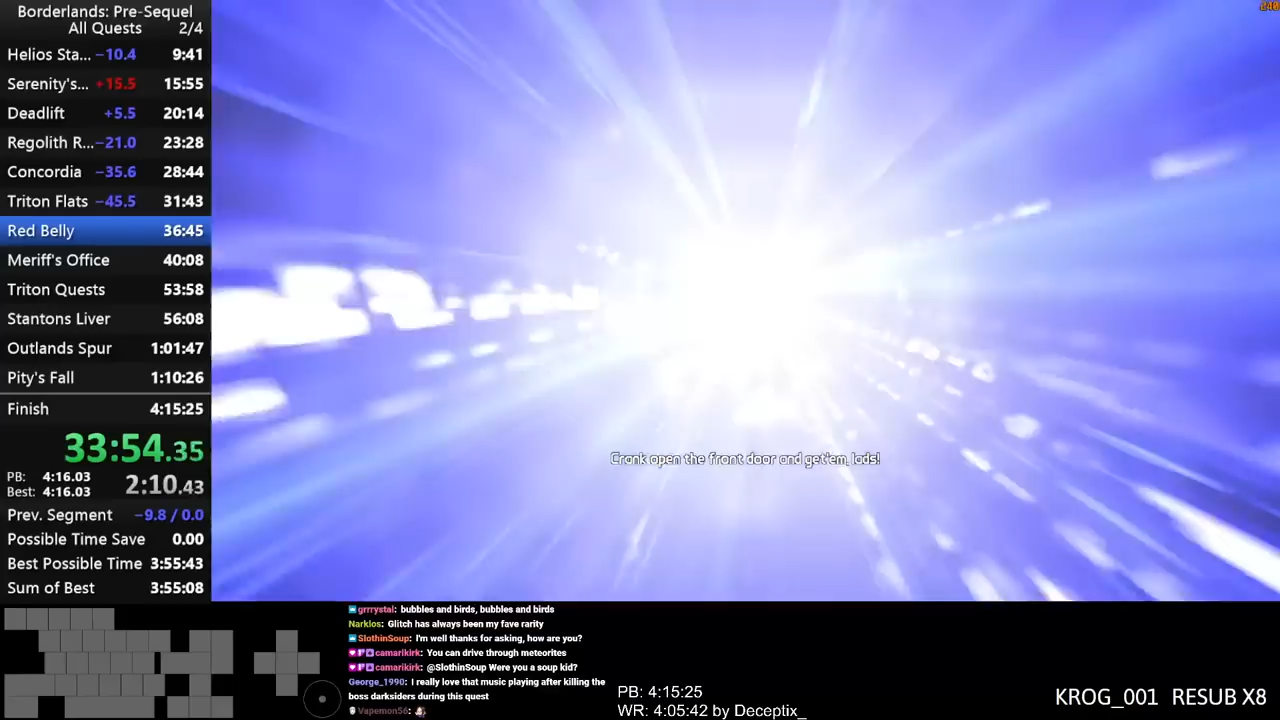 Borderlands: Pre-Sequel
All Quests 2/4
Helios Sta... −10.4 9:41
Serenity's... +15.5 15:55
Deadlift +5.5 20:14
Regolith R... −21.0 23:28
Concordia −35.6 28:44
Triton Flats −45.5 31:43
Red Belly 36:45
Meriff's Office 40:08
Triton Quests 53:58
Stantons Liver 56:08
Outlands Spur 1:01:47
Pity's Fall 1:10:26
Finish 4:15:25
33:54.35
PB: 4:16.03
Best: 4:16.03 2:10.43
Prev. Segment −9.8 / 0.0
Possible Time Save 0.00
Best Possible Time 3:55:43
Sum of Best 3:55:08
240
Crank open the front door and get'em, lads!
grrrystal: bubbles and birds, bubbles and birds
Narklos: Glitch has always been my fave rarity
SlothinSoup: I'm well thanks for asking, how are you?
camarikirk: You can drive through meteorites
camarikirk: @SlothinSoup Were you a soup kid?
George_1990: I really love that music playing after killing the
boss darksiders during this quest
Vapemon56:
PB: 4:15:25
WR: 4:05:42 by Deceptix_
KROG_001 RESUB X8